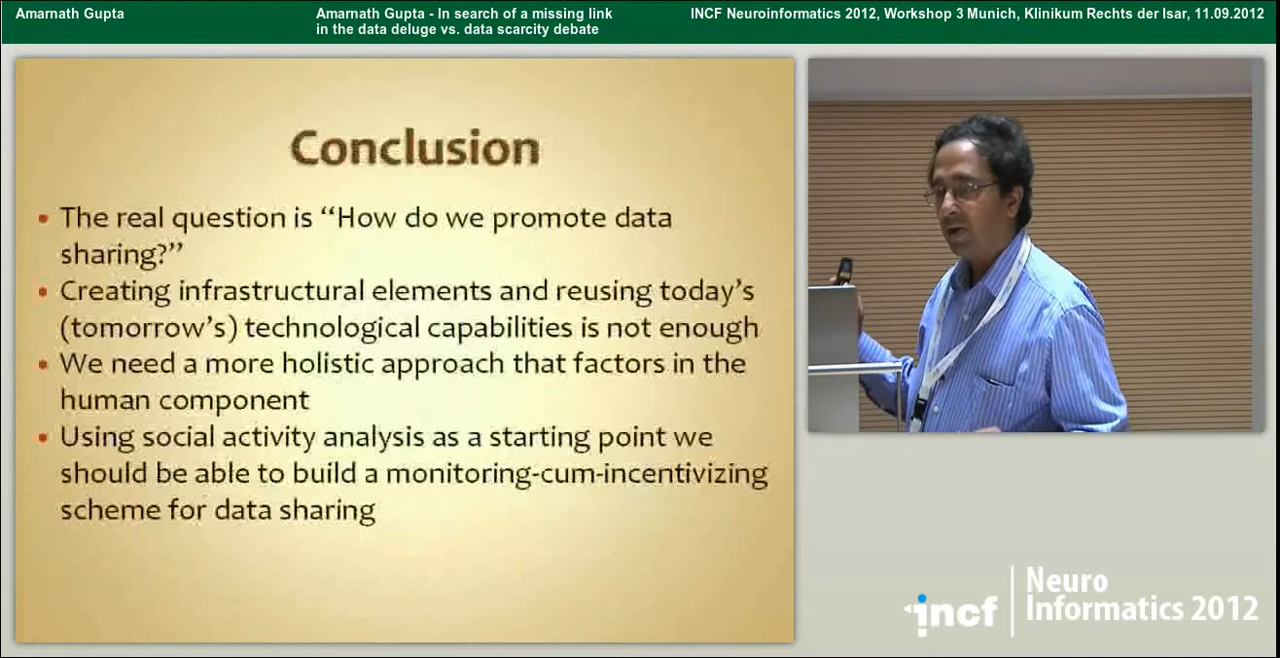 Amarnath Gupta
Amarnath Gupta - In search of a missing link
in the data deluge vs. data scarcity debate
INCF Neuroinformatics 2012, Workshop 3 Munich, Klinikum Rechts der Isar, 11.09.2012
Conclusion
• The real question is “How do we promote data
sharing?”
• Creating infrastructural elements and reusing today’s
(tomorrow’s) technological capabilities is not enough
• We need a more holistic approach that factors in the
human component
• Using social activity analysis as a starting point we
should be able to build a monitoring-cum-incentivizing
scheme for data sharing
incf
Neuro
Informatics 2012